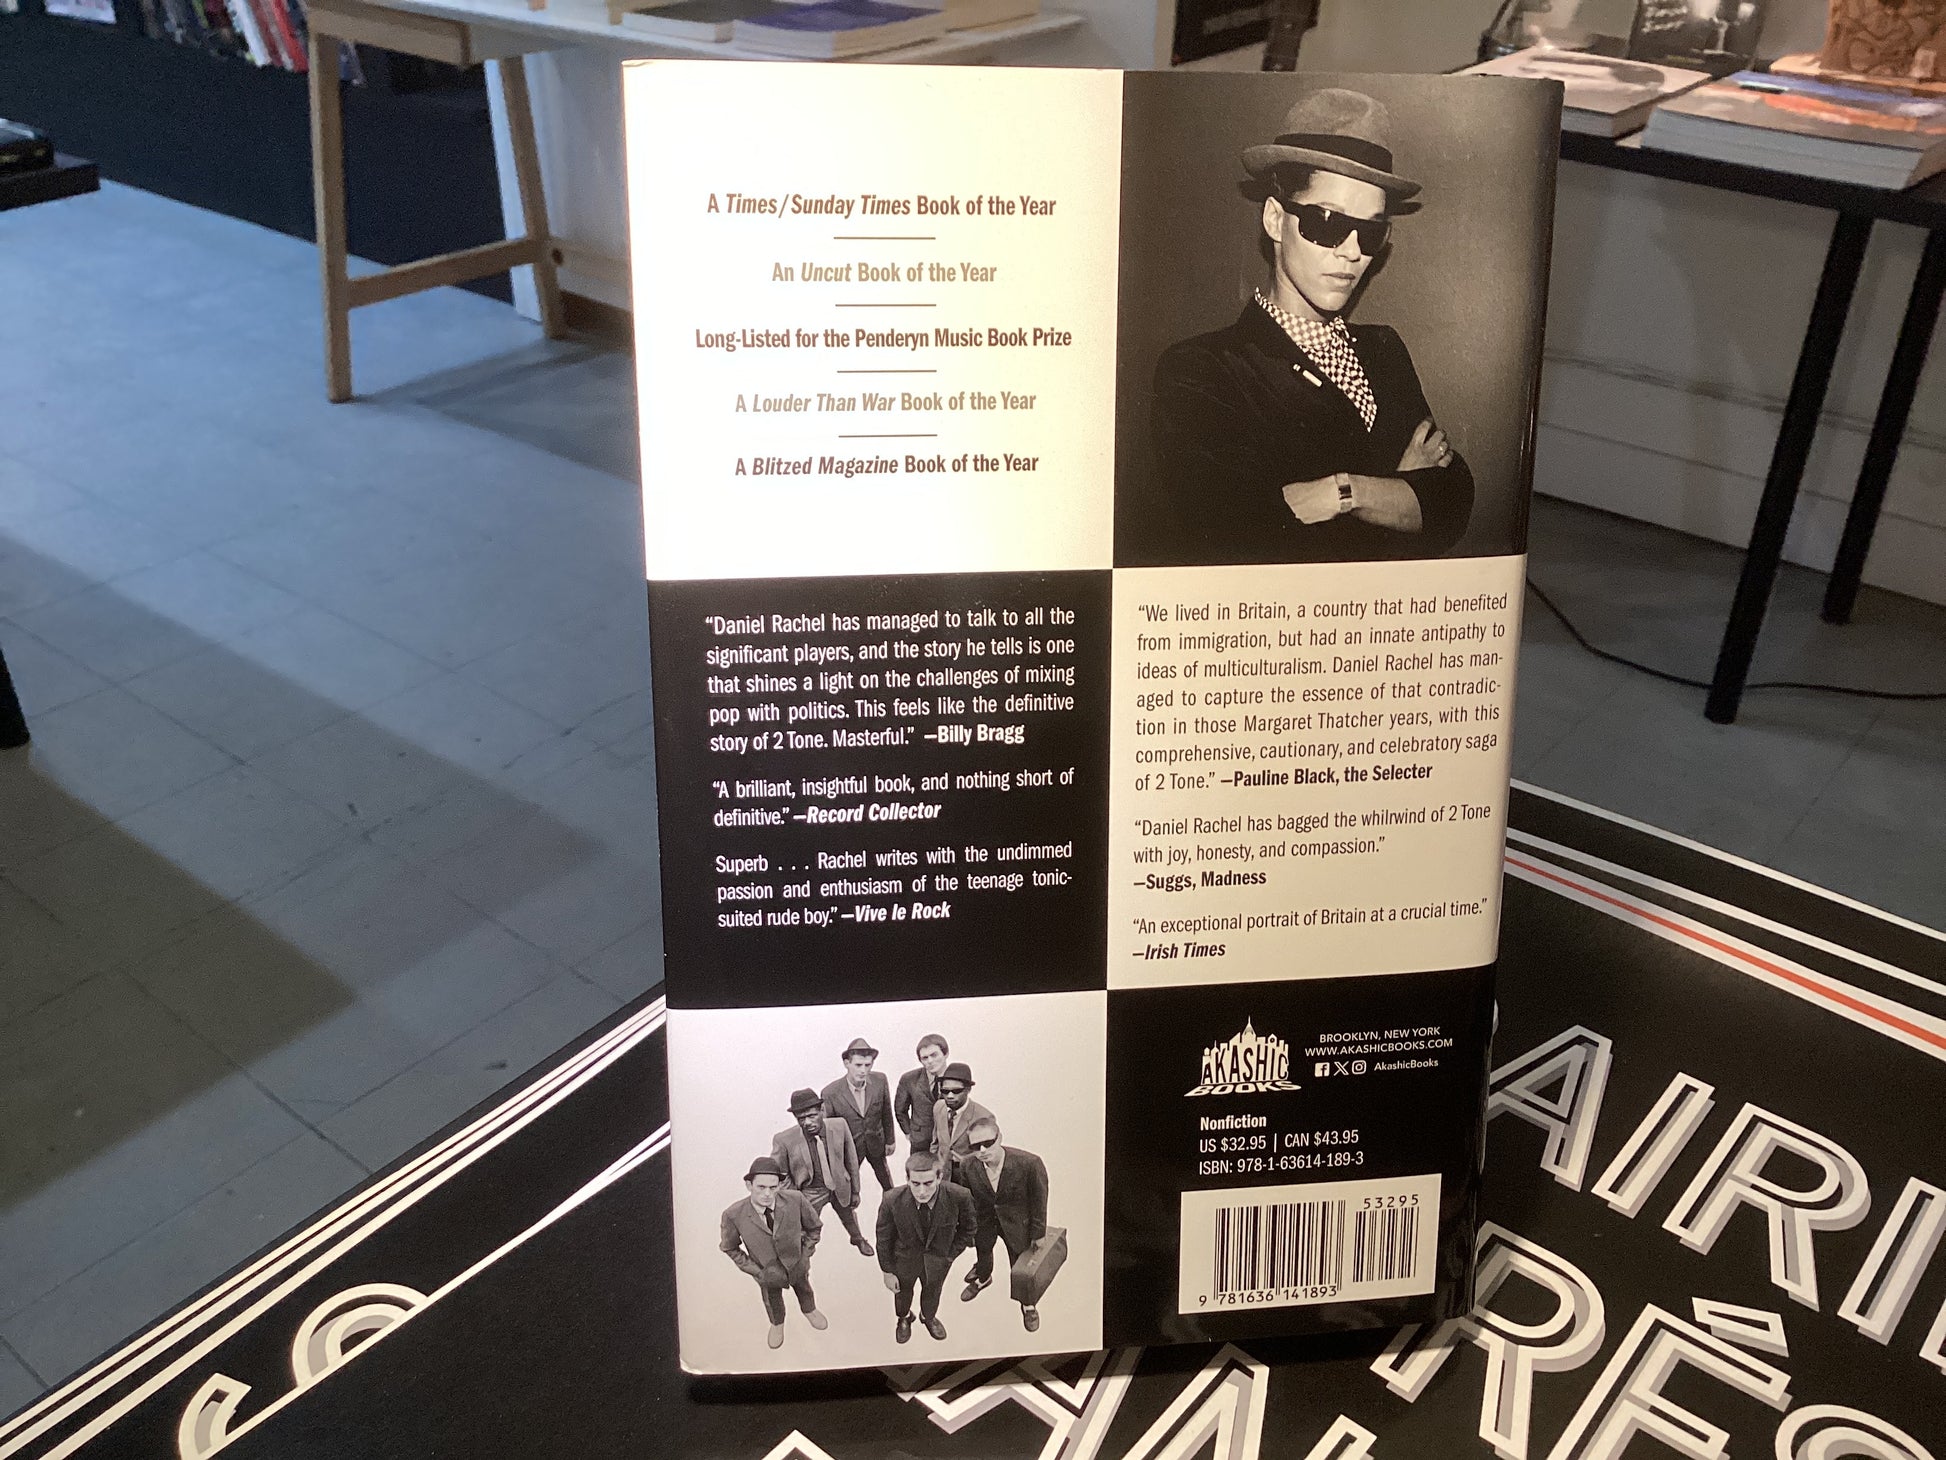 A Times/Sunday Times Book of the Year
An Uncut Book of the Year
Long-Listed for the Penderyn Music Book Prize
A Louder Than War Book of the Year
A Blitzed Magazine Book of the Year
“Daniel Rachel has managed to talk to all the
significant players, and the story he tells is one
that shines a light on the challenges of mixing
pop with politics. This feels like the definitive
story of 2 Tone. Masterful.” —Billy Bragg
“A brilliant, insightful book, and nothing short of
definitive.” —Record Collector
Superb . . . Rachel writes with the undimmed
passion and enthusiasm of the teenage tonic-
suited rude boy.” —Vive le Rock
“We lived in Britain, a country that had benefited
from immigration, but had an innate antipathy to
ideas of multiculturalism. Daniel Rachel has man-
aged to capture the essence of that contradic-
tion in those Margaret Thatcher years, with this
comprehensive, cautionary, and celebratory saga
of 2 Tone.” —Pauline Black, the Selecter
“Daniel Rachel has bagged the whilrwind of 2 Tone
with joy, honesty, and compassion.”
—Suggs, Madness
“An exceptional portrait of Britain at a crucial time.”
—Irish Times
AKASHIC
BOOKS
BROOKLYN, NEW YORK
WWW.AKASHICBOOKS.COM
AkashicBooks
Nonfiction
US $32.95 | CAN $43.95
ISBN: 978-1-63614-189-3
53295
9 781636 141893